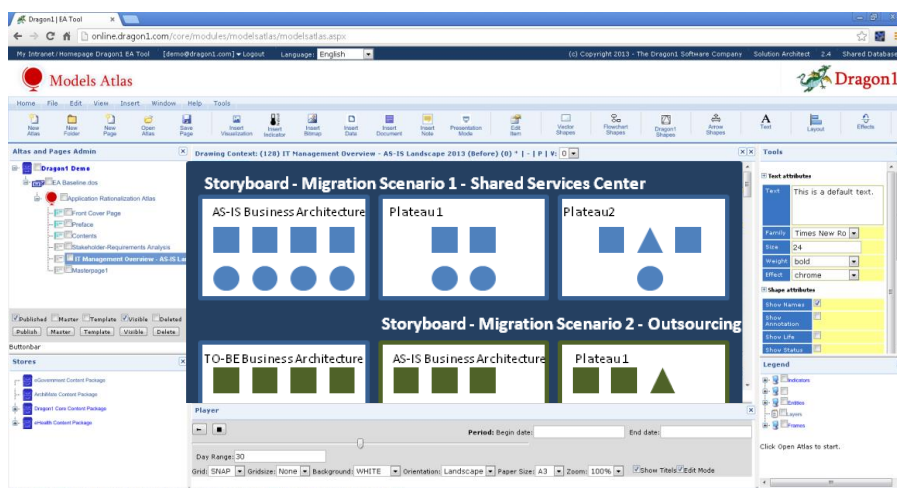 Dragon1 | EA Tool
online.dragon1.com/core/modules/modelsatlas/modelsatlas.aspx
My Intranet/Homepage Dragon1 EA Tool [demo@dragon1.com] Logout Language: English (c) Copyright 2013 - The Dragon1 Software Company Solution Architect 2.4 Shared Database
Models Atlas
Dragon1
Home File Edit View Insert Window Help Tools
New Atlas
New Folder
New Page
Open Atlas
Save Page
Insert Visualization
Insert Indicator
Insert Bitmap
Insert Data
Insert Document
Insert Note
Presentation Mode
Edit Item
Vector Shapes
Flowchart Shapes
Dragon1 Shapes
Arrow Shapes
Text
Layout
Effects
Altas and Pages Admin
Dragon1 Demo
EA Baseline.dos
Application Rationalization Atlas
Front Cover Page
Preface
Contents
Stakeholder-Requirements Analysis
IT Management Overview - AS-IS La
Masterpage1
Published Master Template Visible Deleted
Publish Master Template Visible Delete
Buttonbar
Stores
eGovernment Content Package
ArchiMate Content Package
Dragon1 Core Content Package
eHealth Content Package
Drawing Context: (128) IT Management Overview - AS-IS Landscape 2013 (Before) (0) * | - | P | V: 0
Storyboard - Migration Scenario 1 - Shared Services Center
AS-IS Business Architecture
Plateau1
Plateau2
Storyboard - Migration Scenario 2 - Outsourcing
TO-BE Business Architecture
AS-IS Business Architecture
Plateau1
Player
Period: Begin date: End date:
Day Range: 30
Grid: SNAP Gridsize: None Background: WHITE Orientation: Landscape Paper Size: A3 Zoom: 100% Show Titels Edit Mode
Tools
Text attributes
Text This is a default text.
Family Times New Ro
Size 24
Weight bold
Effect chrome
Shape attributes
Show Names
Show Annotation
Show Life
Show Status
Legend
Indicators
Entities
Layers
Frames
Click Open Atlas to start.